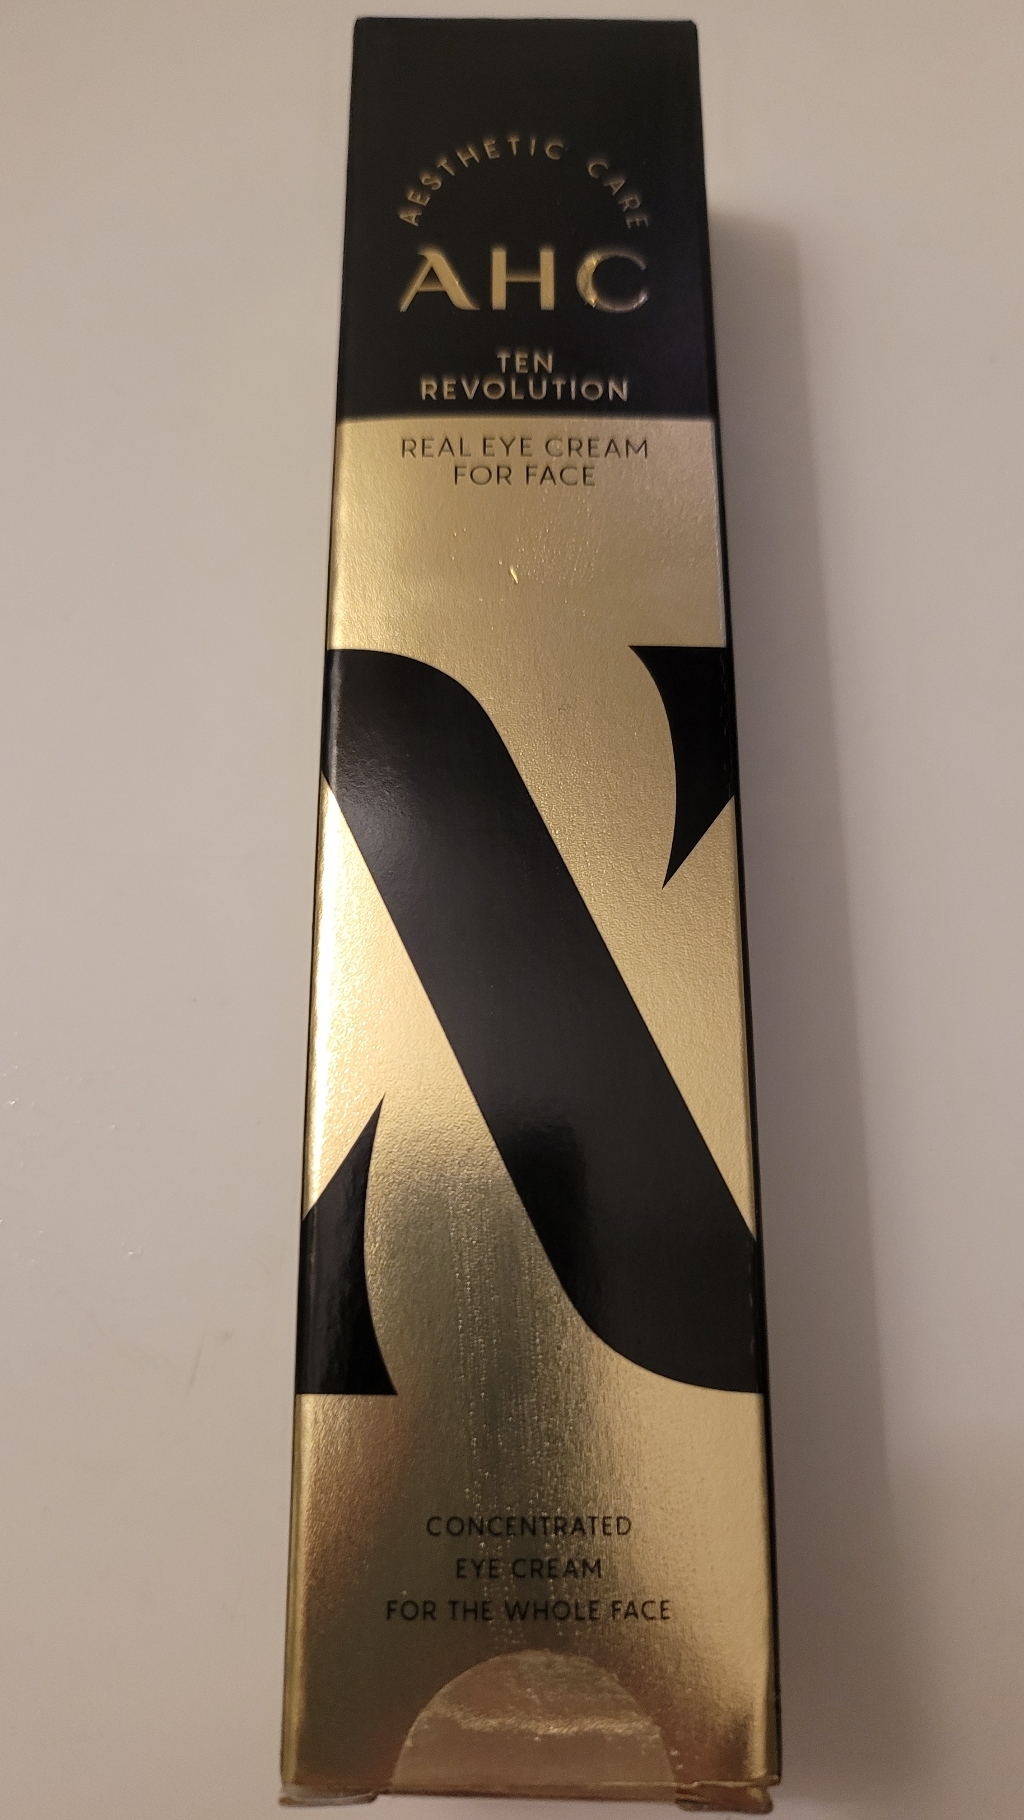 AESTHETIC CARE
AHC
TEN
REVOLUTION
REAL EYE CREAM
FOR FACE
CONCENTRATED
EYE CREAM
FOR THE WHOLE FACE